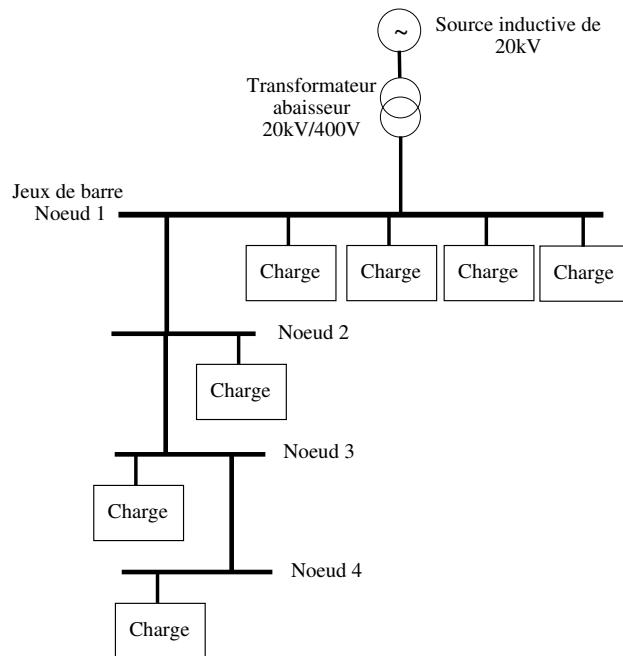 ~
Source inductive de
20kV
Transformateur
abaisseur
20kV/400V
Jeux de barre
Noeud 1
Charge
Charge
Charge
Charge
Noeud 2
Charge
Noeud 3
Charge
Noeud 4
Charge